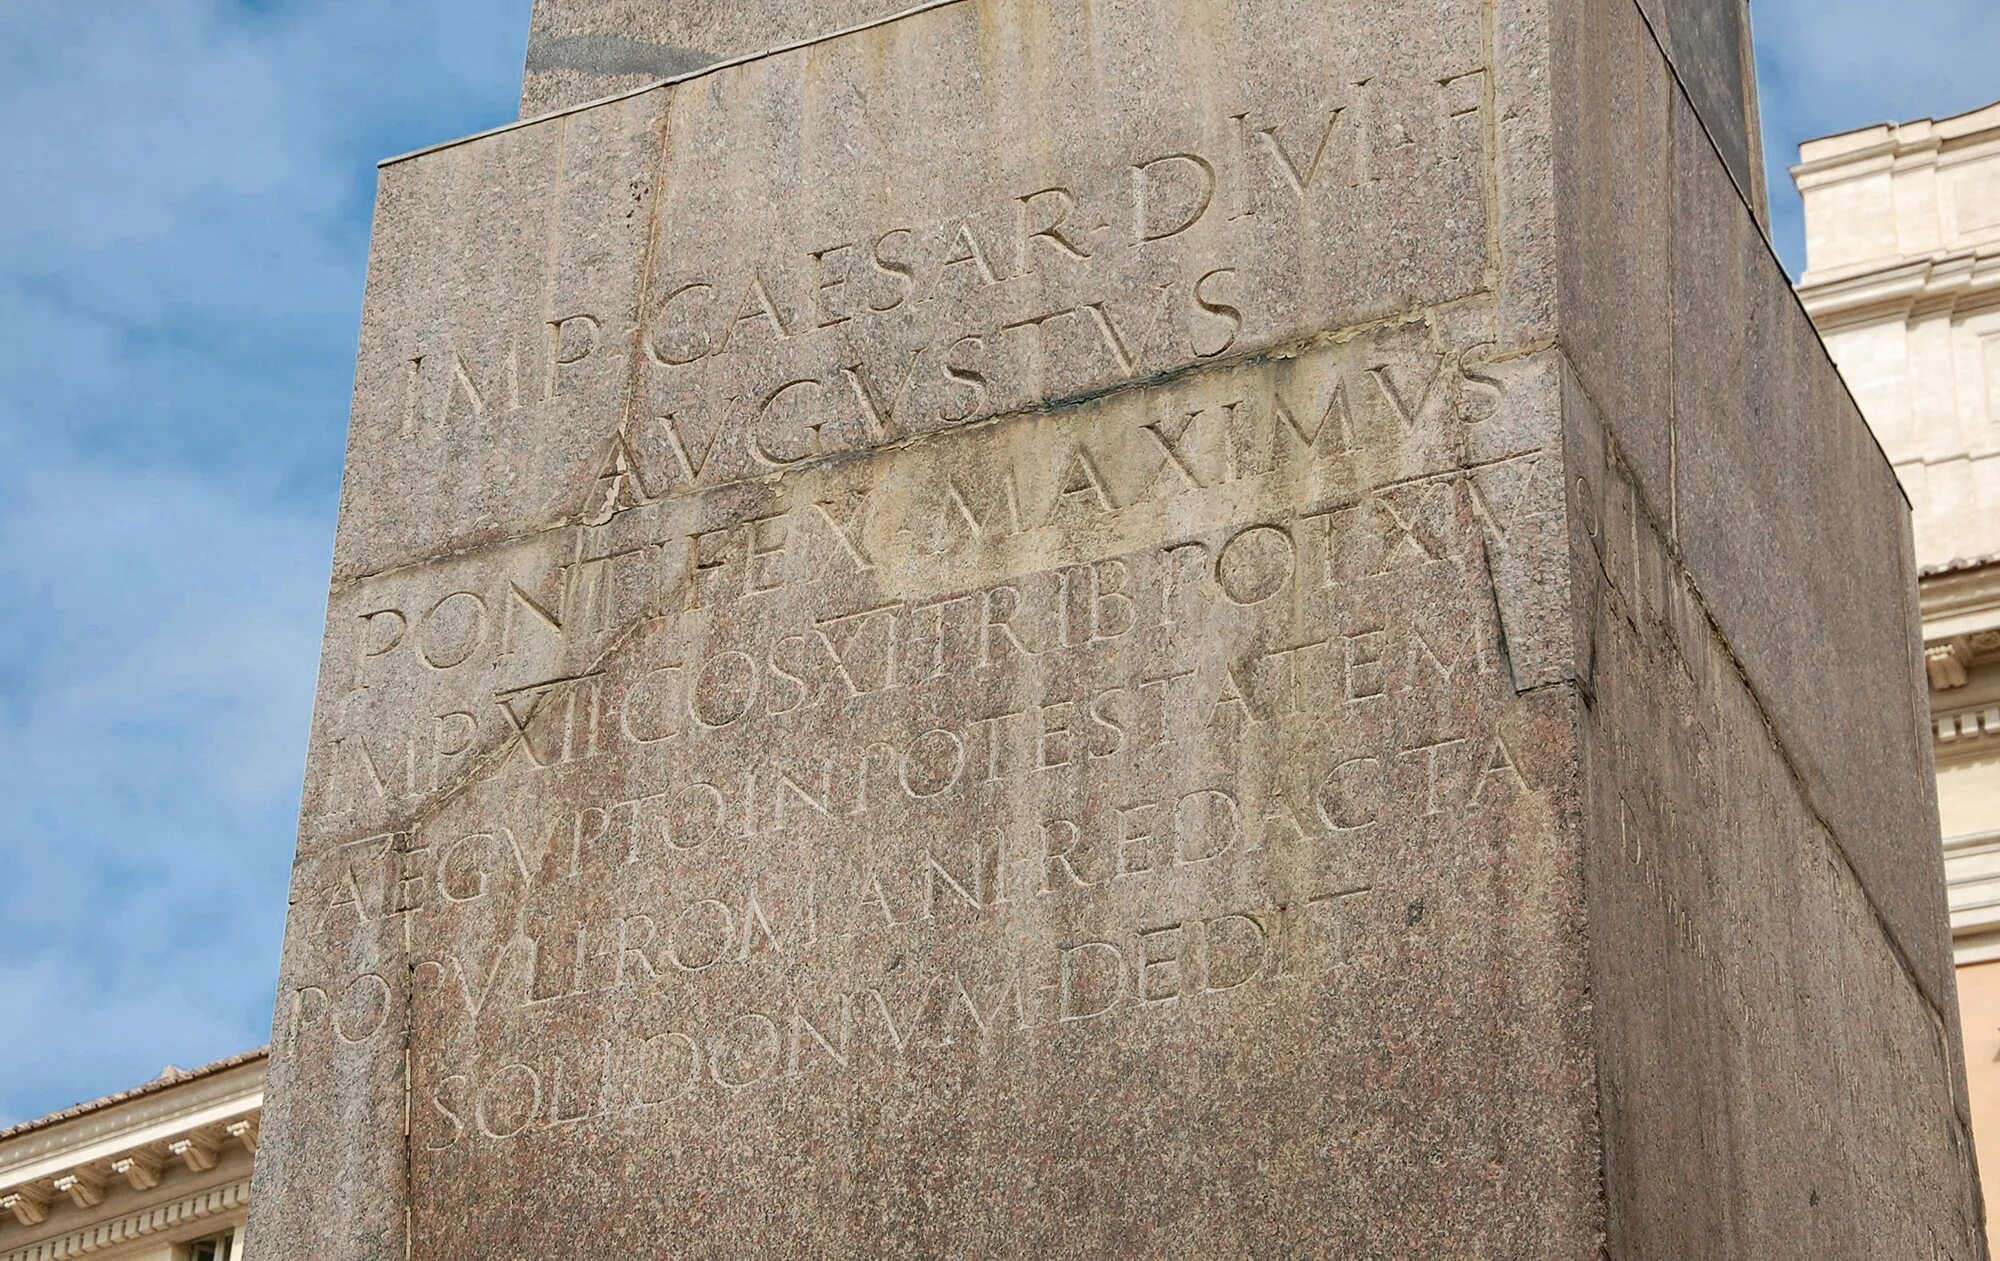 IMP·CAESAR·DIVI·F
AVGVSTVS
PONTIFEX·MAXIMVS
IMP XII·COS XI·TRIB POT XIV
AEGVPTO IN POTESTATEM
POPVLI·ROMANI·REDACTA
SOLI DONVM·DEDIT